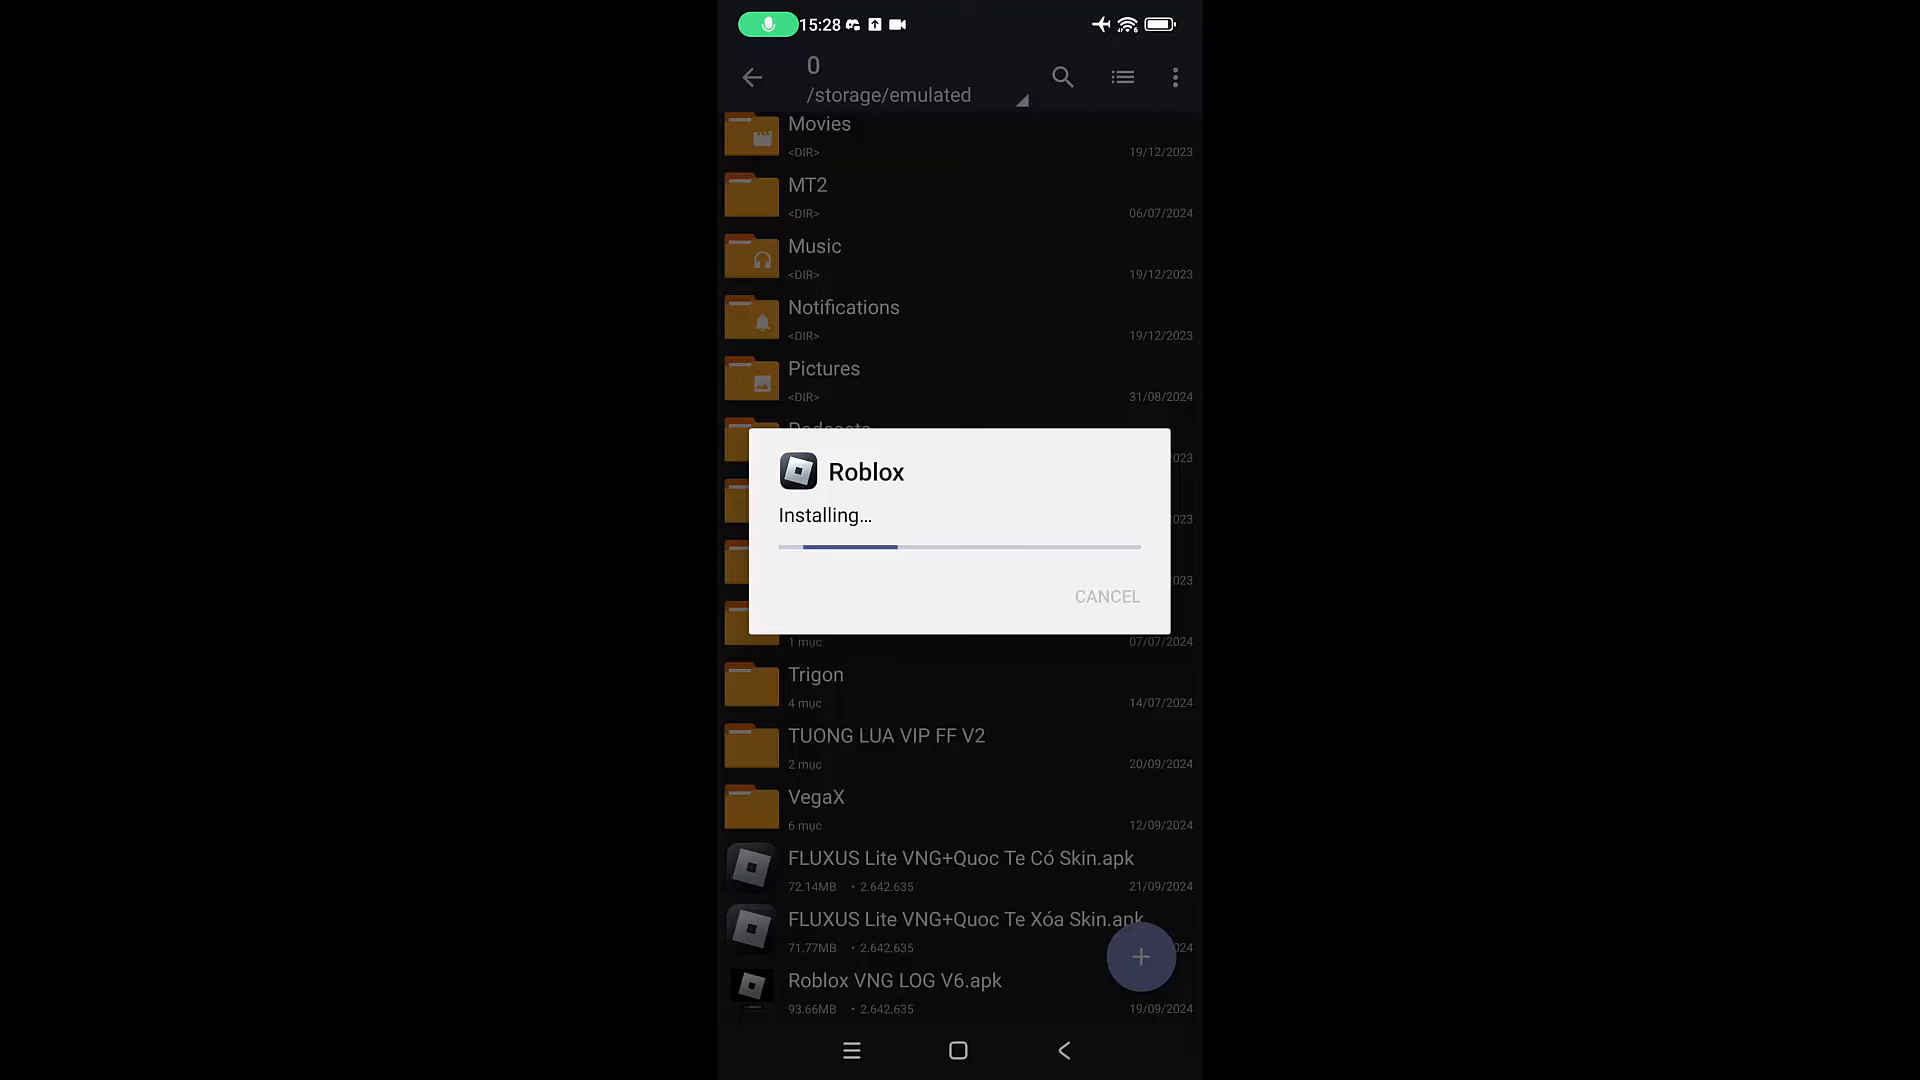 15:28
0
/storage/emulated
Movies
<DIR>
19/12/2023
MT2
<DIR>
06/07/2024
Music
<DIR>
19/12/2023
Notifications
<DIR>
19/12/2023
Pictures
<DIR>
31/08/2024
Podcasts
023
Roblox
Installing...
023
023
CANCEL
1 mục
07/07/2024
Trigon
4 mục
14/07/2024
TUONG LUA VIP FF V2
2 mục
20/09/2024
VegaX
6 mục
12/09/2024
FLUXUS Lite VNG+Quoc Te Có Skin.apk
72.14MB • 2.642.635
21/09/2024
FLUXUS Lite VNG+Quoc Te Xóa Skin.apk
71.77MB • 2.642.635
024
Roblox VNG LOG V6.apk
93.66MB • 2.642.635
19/09/2024